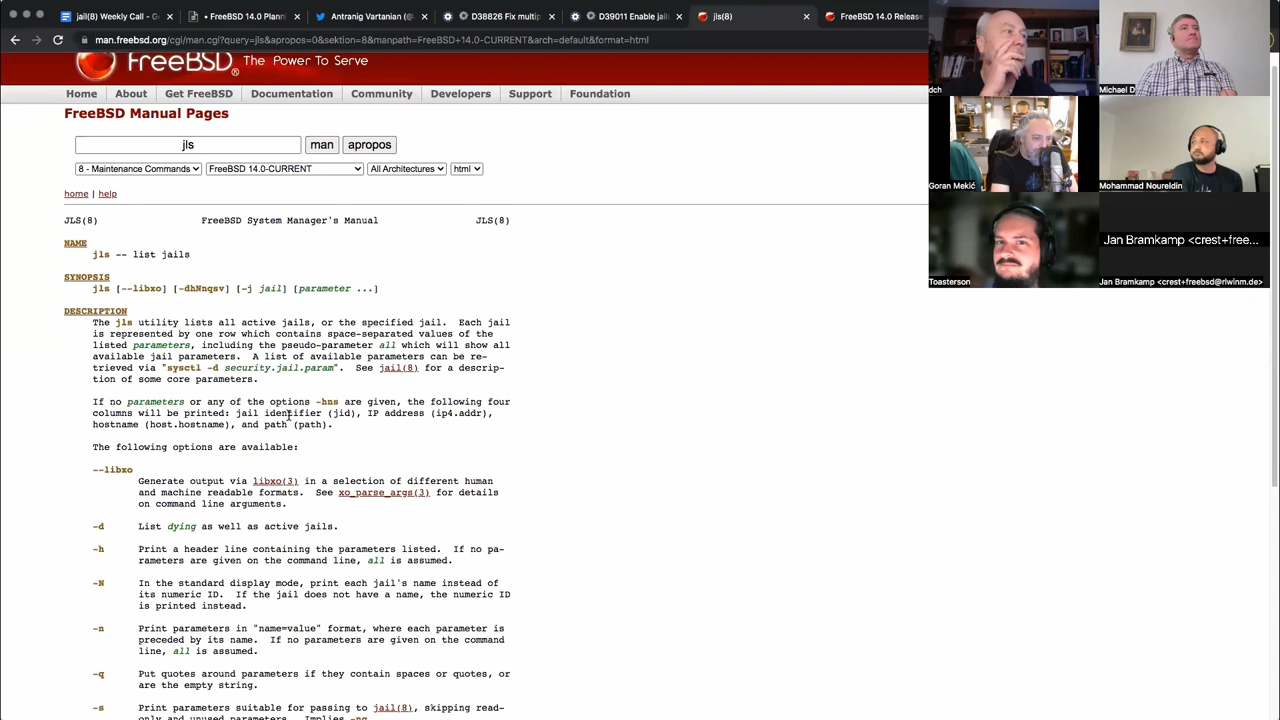 jail(8) Weekly Call - G
• FreeBSD 14.0 Plann
Antranig Vartanian (@
D38826 Fix multip
D39011 Enable jail
jls(8)
FreeBSD 14.0 Release
man.freebsd.org/cgi/man.cgi?query=jls&apropos=0&sektion=8&manpath=FreeBSD+14.0-CURRENT&arch=default&format=html
FreeBSD® The Power To Serve
Home About Get FreeBSD Documentation Community Developers Support Foundation
FreeBSD Manual Pages
jls man apropos
8 - Maintenance Commands FreeBSD 14.0-CURRENT All Architectures html
home | help
JLS(8) FreeBSD System Manager's Manual JLS(8)
NAME
jls -- list jails
SYNOPSIS
jls [--libxo] [-dhNnqsv] [-j jail] [parameter ...]
DESCRIPTION
The jls utility lists all active jails, or the specified jail. Each jail
is represented by one row which contains space-separated values of the
listed parameters, including the pseudo-parameter all which will show all
available jail parameters. A list of available parameters can be re-
trieved via "sysctl -d security.jail.param". See jail(8) for a descrip-
tion of some core parameters.
If no parameters or any of the options -hns are given, the following four
columns will be printed: jail identifier (jid), IP address (ip4.addr),
hostname (host.hostname), and path (path).
The following options are available:
--libxo
Generate output via libxo(3) in a selection of different human
and machine readable formats. See xo_parse_args(3) for details
on command line arguments.
-d List dying as well as active jails.
-h Print a header line containing the parameters listed. If no pa-
rameters are given on the command line, all is assumed.
-N In the standard display mode, print each jail's name instead of
its numeric ID. If the jail does not have a name, the numeric ID
is printed instead.
-n Print parameters in "name=value" format, where each parameter is
preceded by its name. If no parameters are given on the command
line, all is assumed.
-q Put quotes around parameters if they contain spaces or quotes, or
are the empty string.
-s Print parameters suitable for passing to jail(8), skipping read-
only and unused parameters. Implies -nq.
dch
Michael D
Goran Mekić
Mohammad Noureldin
Toasterson
Jan Bramkamp <crest+free...
Jan Bramkamp <crest+freebsd@rlwinm.de>